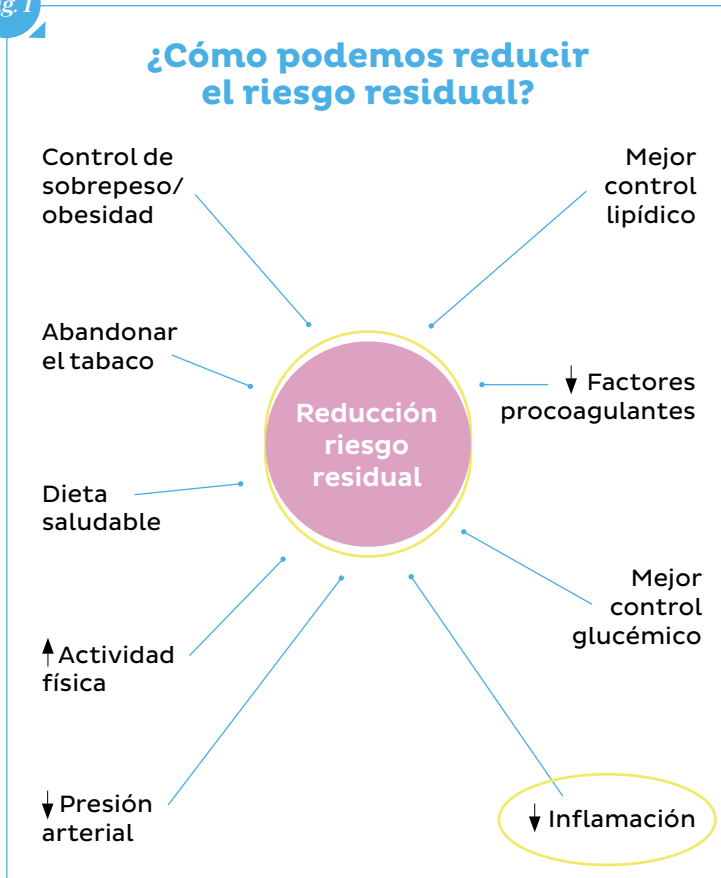 ¿Cómo podemos reducir
el riesgo residual?
Control de
sobrepeso/
obesidad
Mejor
control
lipídico
Abandonar
el tabaco
↓ Factores
procoagulantes
Reducción
riesgo
residual
Dieta
saludable
Mejor
control
glucémico
↑ Actividad
física
↓ Presión
arterial
↓ Inflamación